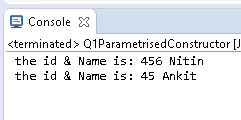 Console
<terminated> Q1ParametrisedConstructor [J
the id & Name is: 456 Nitin
the id & Name is: 45 Ankit